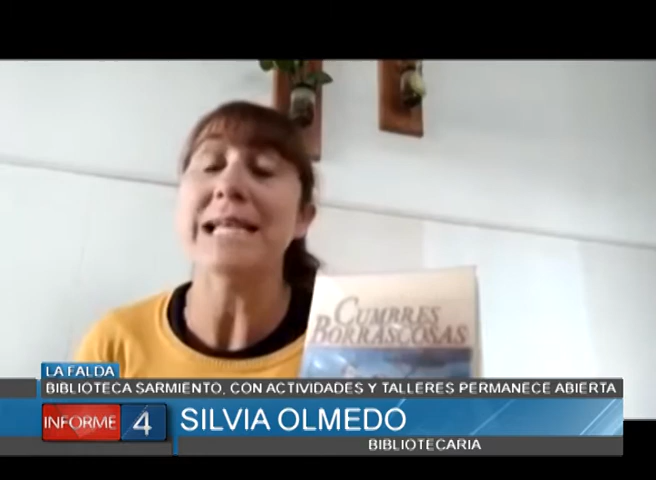 CUMBRES
BORRASCOSAS
LA FALDA
BIBLIOTECA SARMIENTO, CON ACTIVIDADES Y TALLERES PERMANECE ABIERTA
INFORME 4
SILVIA OLMEDO
BIBLIOTECARIA